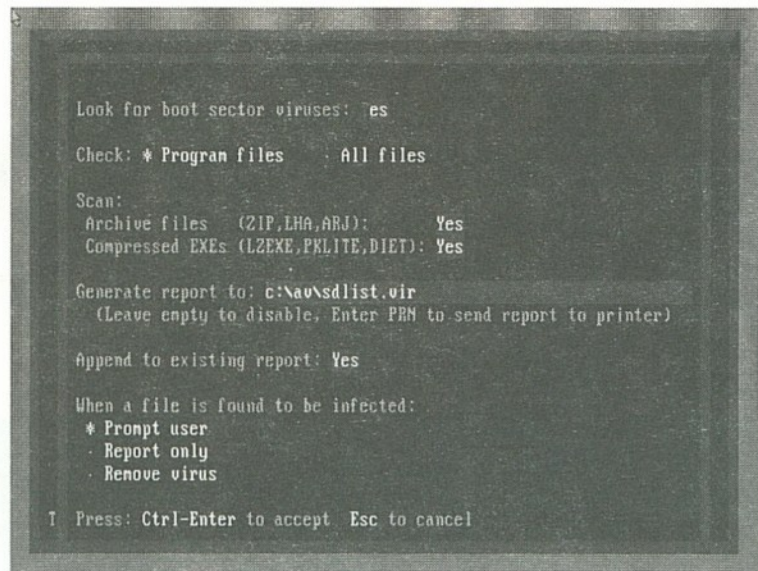 Look for boot sector viruses: es
Check: * Program files · All files
Scan:
Archive files (ZIP,LHA,ARJ): Yes
Compressed EXEs (LZEXE,PKLITE,DIET): Yes
Generate report to: c:\av\sdlist.vir
(Leave empty to disable, Enter PRN to send report to printer)
Append to existing report: Yes
When a file is found to be infected:
* Prompt user
· Report only
· Remove virus
T Press: Ctrl-Enter to accept Esc to cancel